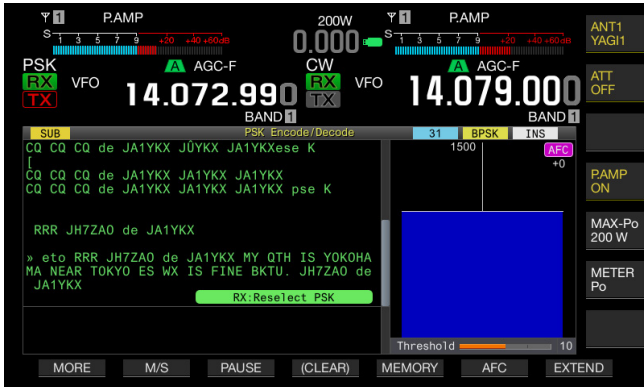 1 P.AMP 200W 1 P.AMP
S 1 3 5 7 9 +20 +40 +60dB 0.000 S 1 3 5 7 9 +20 +40 +60dB
ANT1
YAGI1
PSK A AGC-F CW A AGC-F
RX VFO RX VFO
TX 14.072.990 TX 14.079.000
BAND 1 BAND 1
ATT
OFF
P.AMP
ON
MAX-Po
200 W
METER
Po
SUB PSK Encode/Decode 31 BPSK INS
CQ CQ CQ de JA1YKX JÛYKX JA1YKXese K
[
CQ CQ CQ de JA1YKX JA1YKX JA1YKX
CQ CQ CQ de JA1YKX JA1YKX JA1YKX pse K
RRR JH7ZAO de JA1YKX
» eto RRR JH7ZAO de JA1YKX MY QTH IS YOKOHA
MA NEAR TOKYO ES WX IS FINE BKTU. JH7ZAO de
JA1YKX
RX:Reselect PSK
1500 AFC
+0
Threshold 10
MORE M/S PAUSE (CLEAR) MEMORY AFC EXTEND